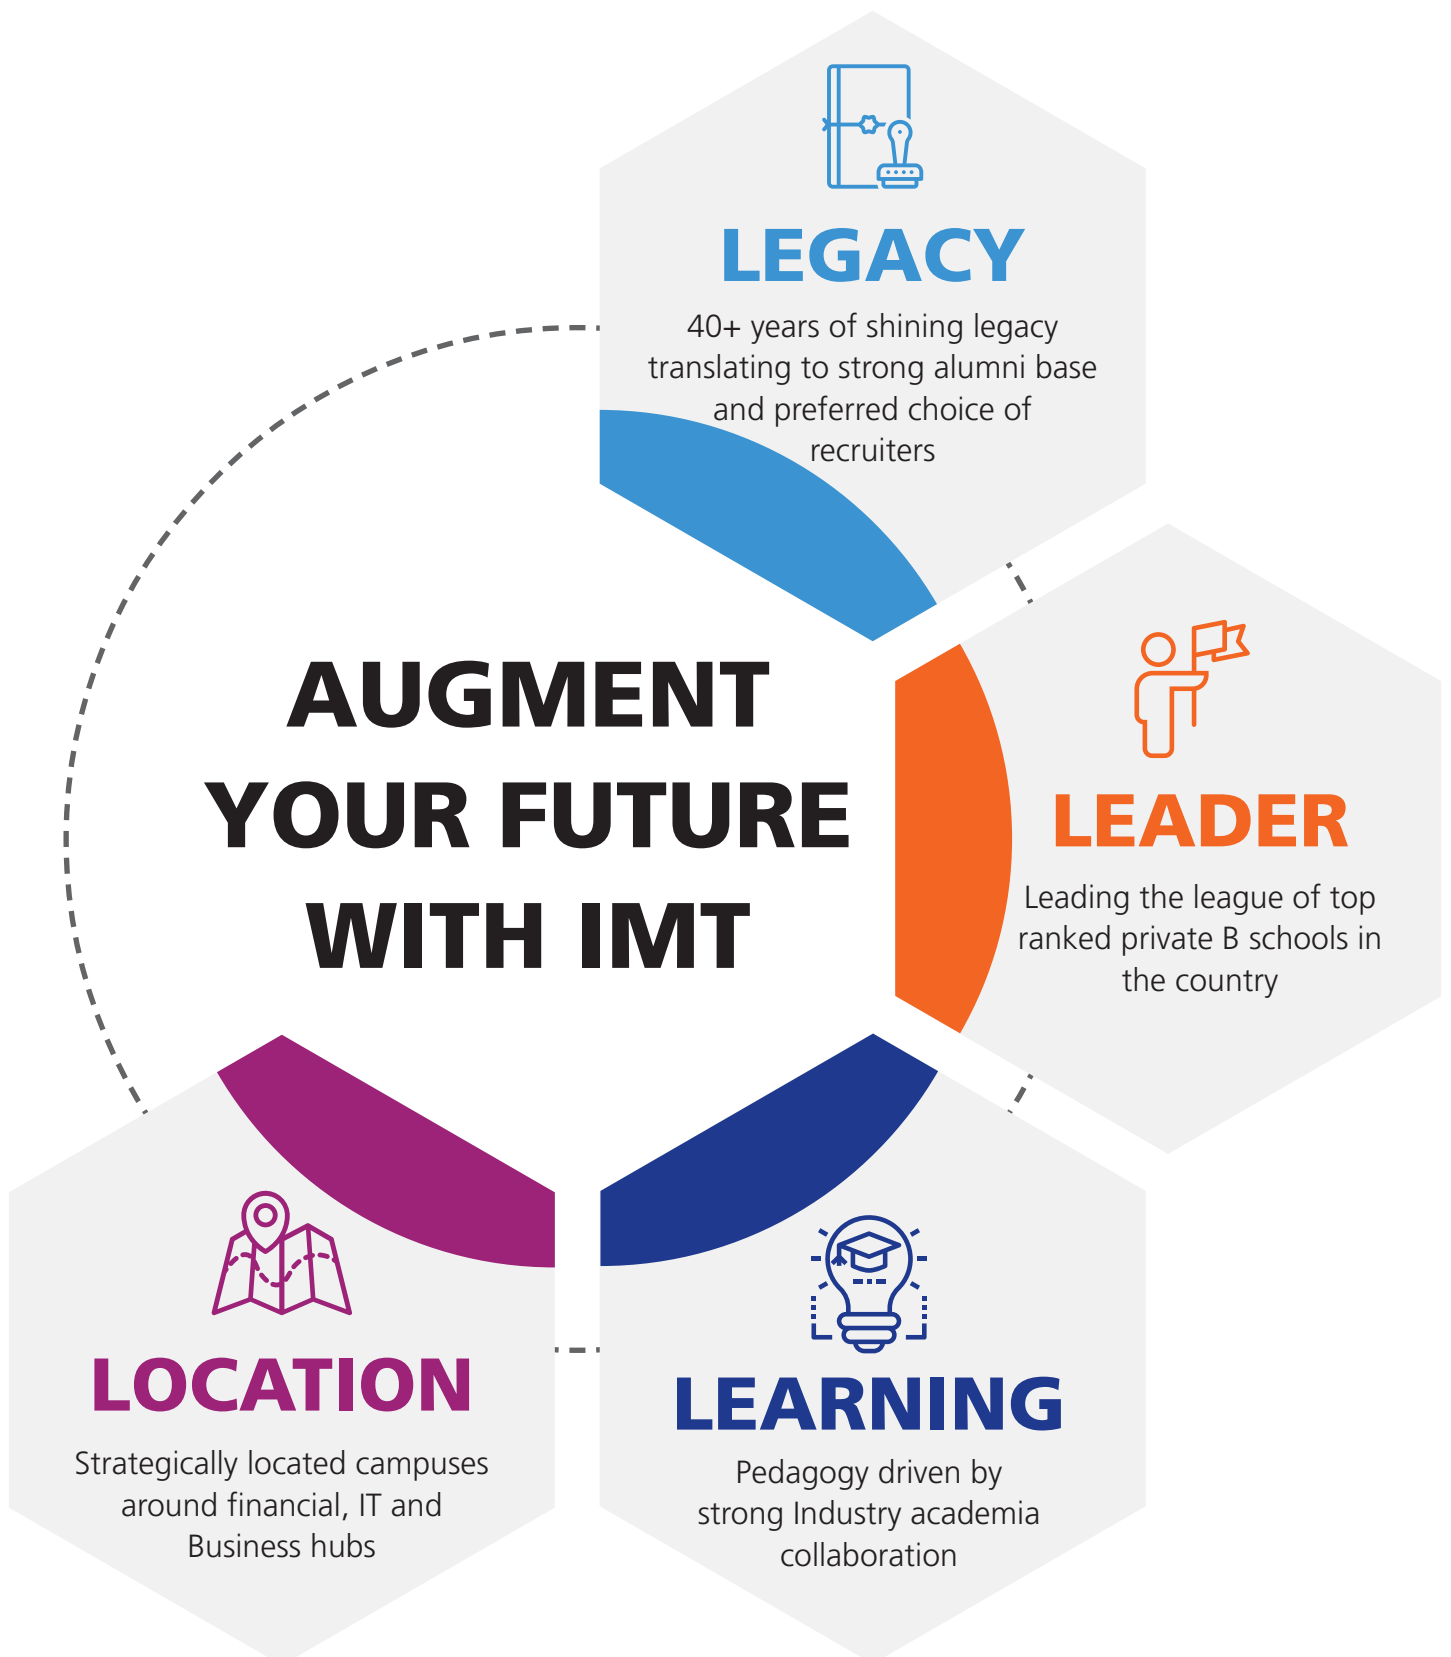 LEGACY
40+ years of shining legacy
translating to strong alumni base
and preferred choice of
recruiters
AUGMENT
YOUR FUTURE
WITH IMT
LEADER
Leading the league of top
ranked private B schools in
the country
LOCATION
Strategically located campuses
around financial, IT and
Business hubs
LEARNING
Pedagogy driven by
strong Industry academia
collaboration